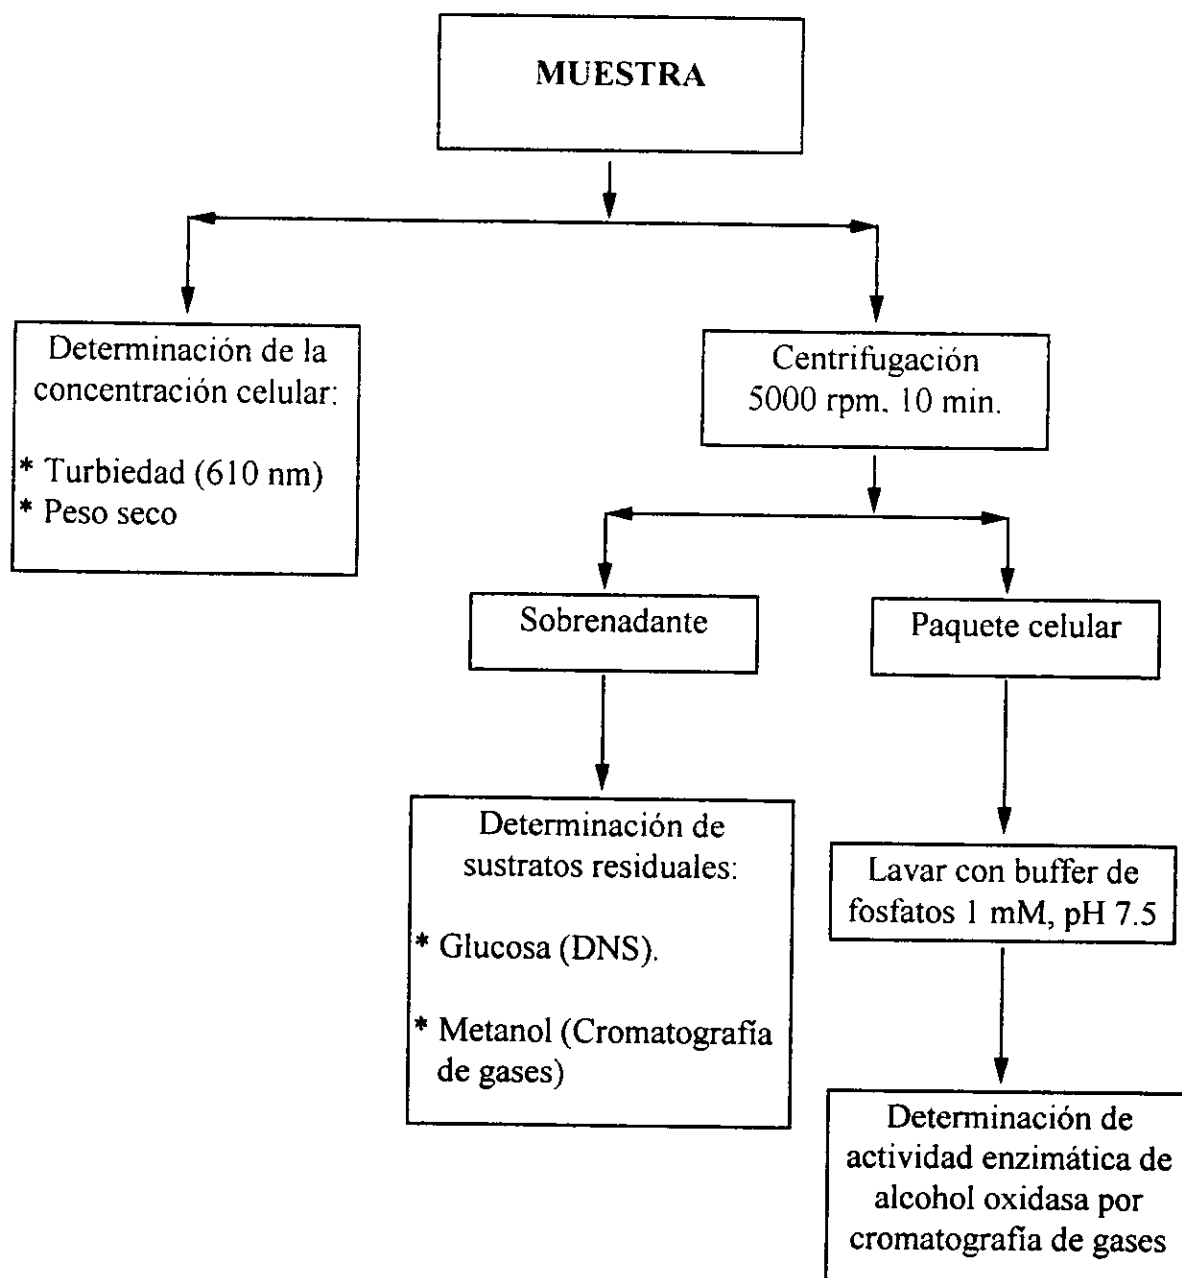 MUESTRA
Determinación de la
concentración celular:
* Turbiedad (610 nm)
* Peso seco
Centrifugación
5000 rpm. 10 min.
Sobrenadante
Paquete celular
Determinación de
sustratos residuales:
* Glucosa (DNS).
* Metanol (Cromatografía
de gases)
Lavar con buffer de
fosfatos 1 mM, pH 7.5
Determinación de
actividad enzimática de
alcohol oxidasa por
cromatografía de gases